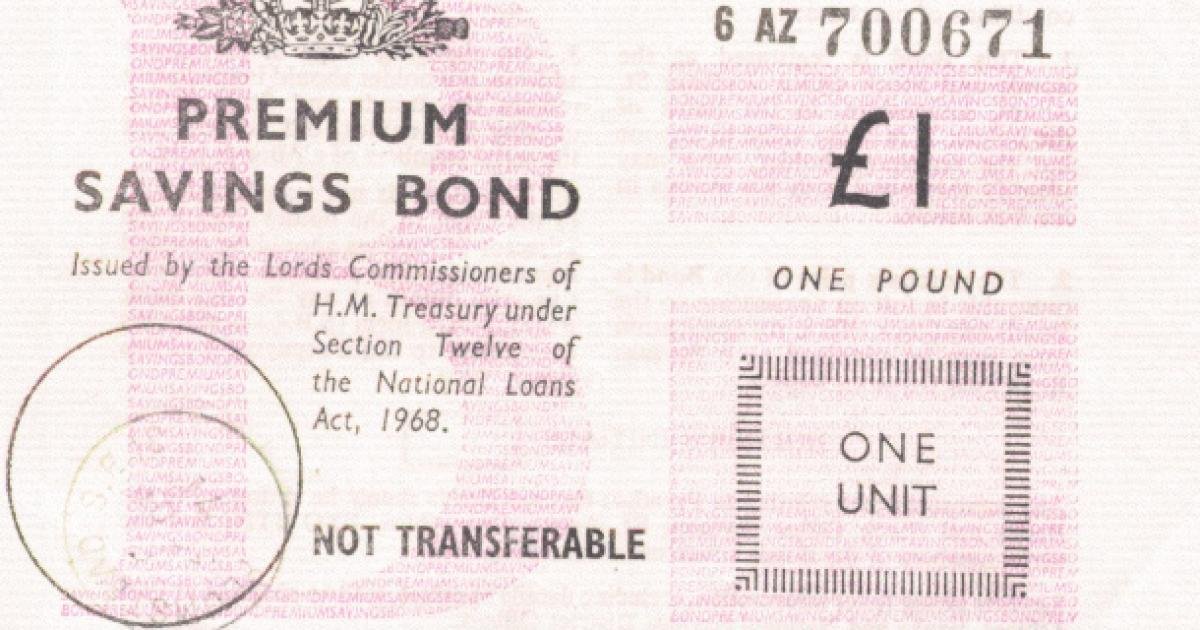 6 AZ 700671
PREMIUM
SAVINGS BOND
£1
Issued by the Lords Commissioners of
H.M. Treasury under
Section Twelve of
the National Loans
Act, 1968.
ONE POUND
ONE
UNIT
NOT TRANSFERABLE